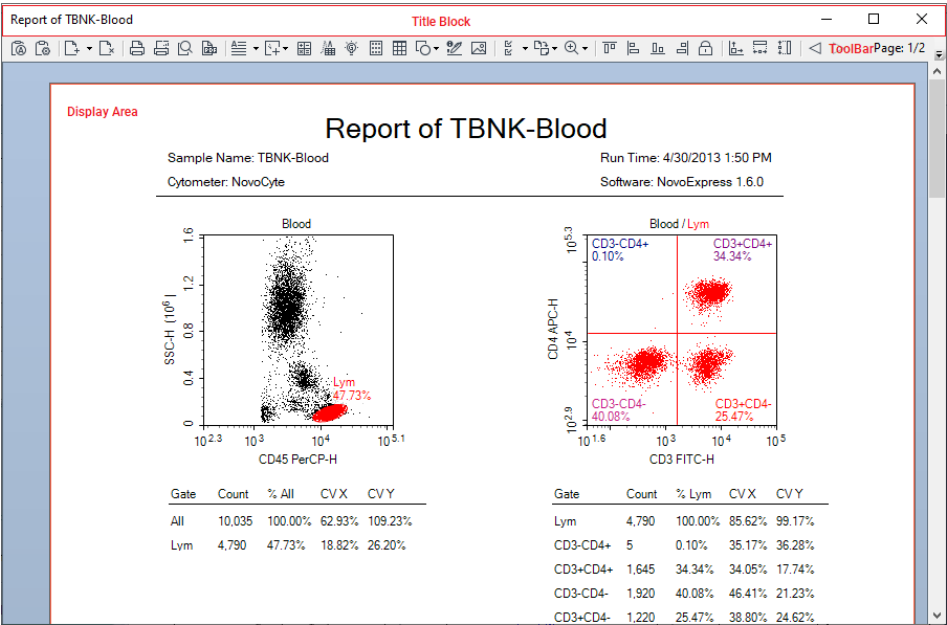 Report of TBNK-Blood
Title Block
ToolBar
Page: 1/2
Display Area
Report of TBNK-Blood
Sample Name: TBNK-Blood
Run Time: 4/30/2013 1:50 PM
Cytometer: NovoCyte
Software: NovoExpress 1.6.0
Blood
SSC-H (10^6)
1.6
1.2
0.8
0.4
0
Lym
47.73%
10^2.3 10^3 10^4 10^5.1
CD45 PerCP-H
Blood / Lym
CD4 APC-H
10^5.3
10^4
10^2.9
CD3-CD4+
0.10%
CD3+CD4+
34.34%
CD3-CD4-
40.08%
CD3+CD4-
25.47%
10^1.6 10^3 10^4 10^5
CD3 FITC-H
Gate Count % All CV X CV Y
All 10,035 100.00% 62.93% 109.23%
Lym 4,790 47.73% 18.82% 26.20%
Gate Count % Lym CV X CV Y
Lym 4,790 100.00% 85.62% 99.17%
CD3-CD4+ 5 0.10% 35.17% 36.28%
CD3+CD4+ 1,645 34.34% 34.05% 17.74%
CD3-CD4- 1,920 40.08% 46.41% 21.23%
CD3+CD4- 1,220 25.47% 38.80% 24.62%